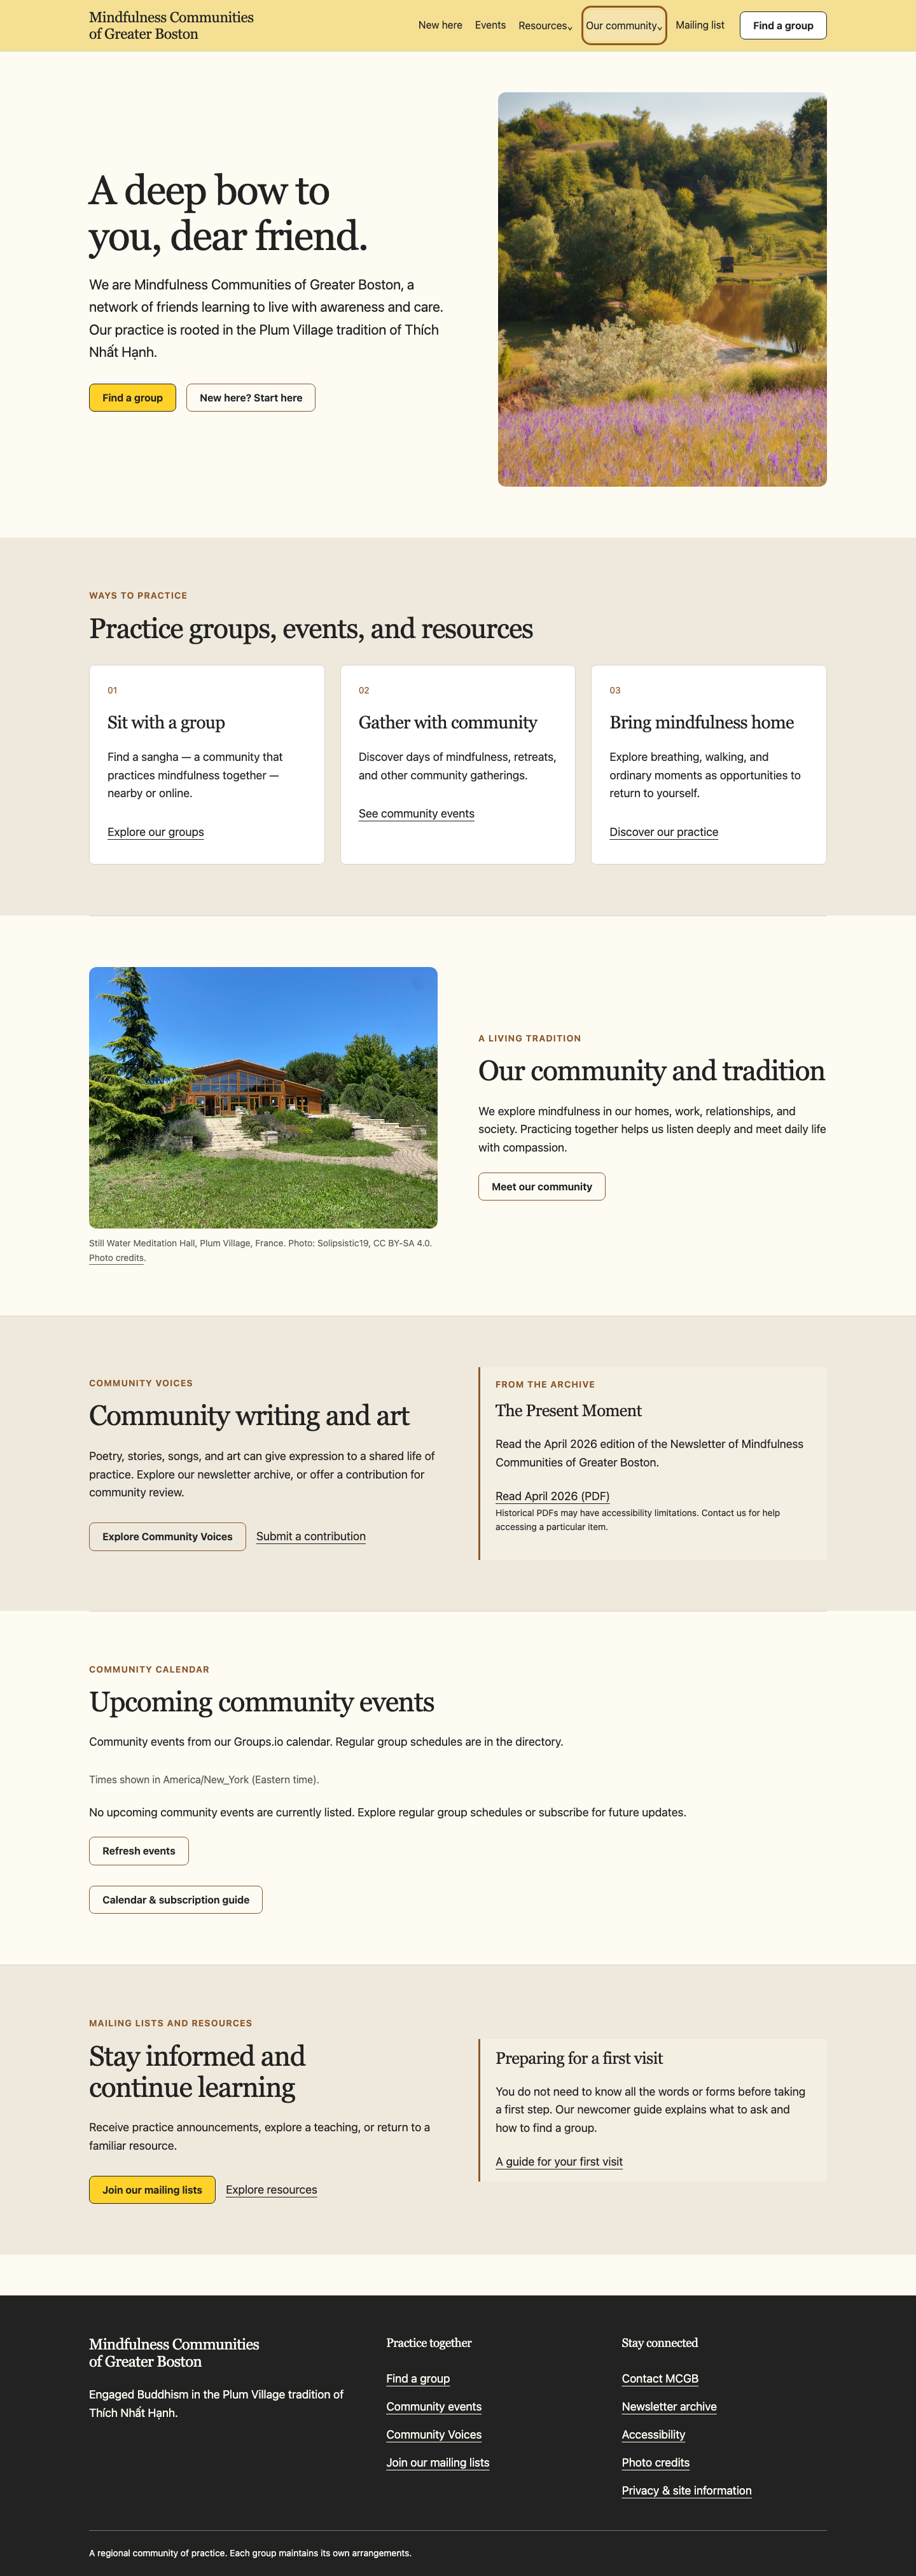 Mindfulness Communities
of Greater Boston
New here
Events
Resources
Our community
Mailing list
Find a group
A deep bow to
you, dear friend.
We are Mindfulness Communities of Greater Boston, a
network of friends learning to live with awareness and care.
Our practice is rooted in the Plum Village tradition of Thích
Nhất Hạnh.
Find a group
New here? Start here
WAYS TO PRACTICE
Practice groups, events, and resources
01
Sit with a group
Find a sangha — a community that
practices mindfulness together —
nearby or online.
Explore our groups
02
Gather with community
Discover days of mindfulness, retreats,
and other community gatherings.
See community events
03
Bring mindfulness home
Explore breathing, walking, and
ordinary moments as opportunities to
return to yourself.
Discover our practice
A LIVING TRADITION
Our community and tradition
We explore mindfulness in our homes, work, relationships, and
society. Practicing together helps us listen deeply and meet daily life
with compassion.
Meet our community
Still Water Meditation Hall, Plum Village, France. Photo: Solipsistic19, CC BY-SA 4.0.
Photo credits.
COMMUNITY VOICES
Community writing and art
Poetry, stories, songs, and art can give expression to a shared life of
practice. Explore our newsletter archive, or offer a contribution for
community review.
Explore Community Voices
Submit a contribution
FROM THE ARCHIVE
The Present Moment
Read the April 2026 edition of the Newsletter of Mindfulness
Communities of Greater Boston.
Read April 2026 (PDF)
Historical PDFs may have accessibility limitations. Contact us for help
accessing a particular item.
COMMUNITY CALENDAR
Upcoming community events
Community events from our Groups.io calendar. Regular group schedules are in the directory.
Times shown in America/New_York (Eastern time).
No upcoming community events are currently listed. Explore regular group schedules or subscribe for future updates.
Refresh events
Calendar & subscription guide
MAILING LISTS AND RESOURCES
Stay informed and
continue learning
Receive practice announcements, explore a teaching, or return to a
familiar resource.
Join our mailing lists
Explore resources
Preparing for a first visit
You do not need to know all the words or forms before taking
a first step. Our newcomer guide explains what to ask and
how to find a group.
A guide for your first visit
Mindfulness Communities
of Greater Boston
Engaged Buddhism in the Plum Village tradition of
Thích Nhất Hạnh.
Practice together
Find a group
Community events
Community Voices
Join our mailing lists
Stay connected
Contact MCGB
Newsletter archive
Accessibility
Photo credits
Privacy & site information
A regional community of practice. Each group maintains its own arrangements.